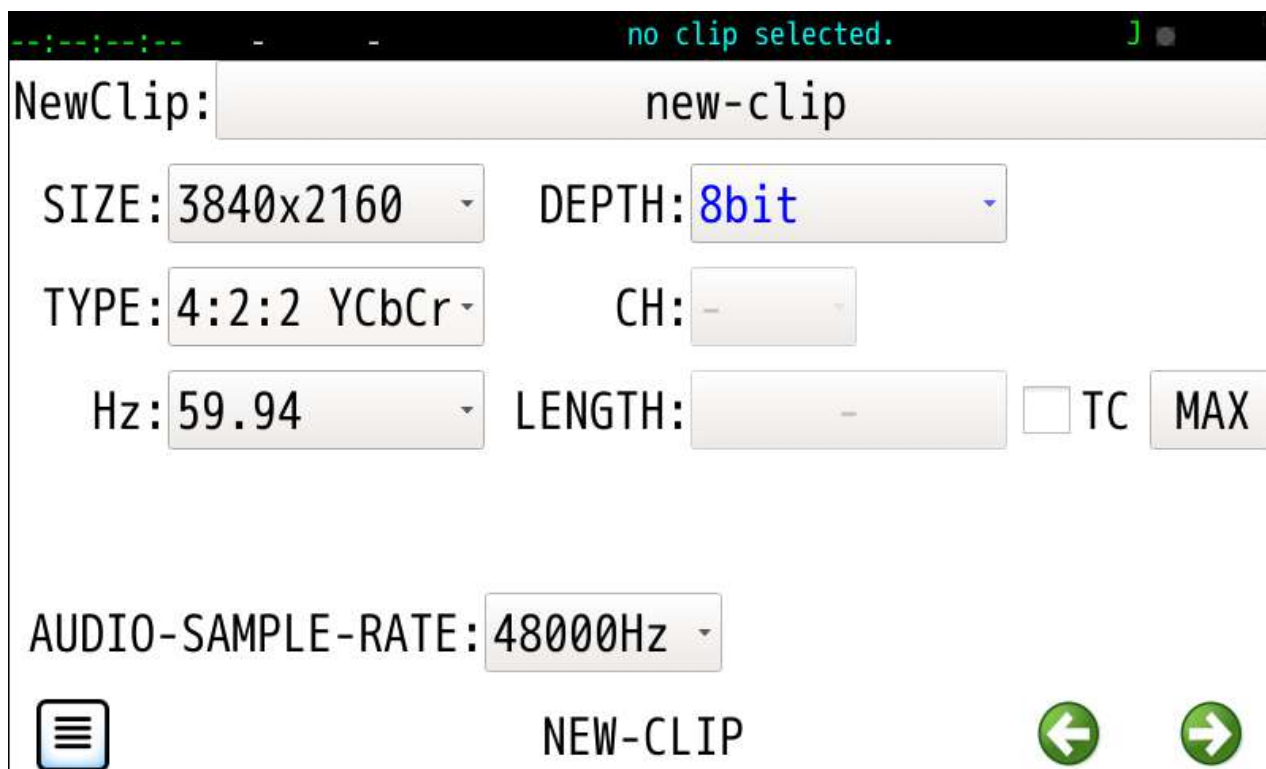 --:--:--:-- - - no clip selected. J
NewClip: new-clip
SIZE: 3840x2160 DEPTH: 8bit
TYPE: 4:2:2 YCbCr CH: -
Hz: 59.94 LENGTH: - TC MAX
AUDIO-SAMPLE-RATE: 48000Hz
NEW-CLIP